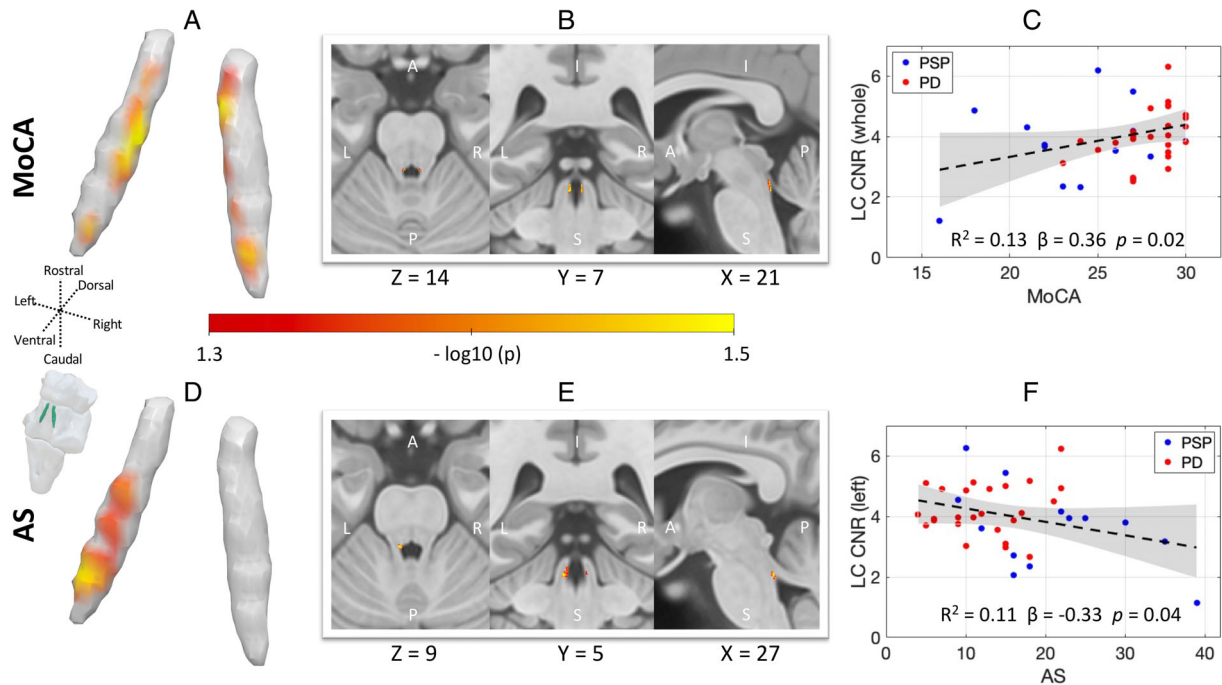 A
B
C
MoCA
A
L
R
P
I
S
I
A
P
S
Z = 14
Y = 7
X = 21
PSP
PD
LC CNR (whole)
6
4
2
0
R² = 0.13 β = 0.36 p = 0.02
15
20
25
30
MoCA
Rostral
Dorsal
Left
Right
Ventral
Caudal
1.3
- log10 (p)
1.5
D
E
F
AS
A
L
R
P
I
S
I
A
P
S
Z = 9
Y = 5
X = 27
PSP
PD
LC CNR (left)
6
4
2
0
R² = 0.11 β = -0.33 p = 0.04
0
10
20
30
40
AS